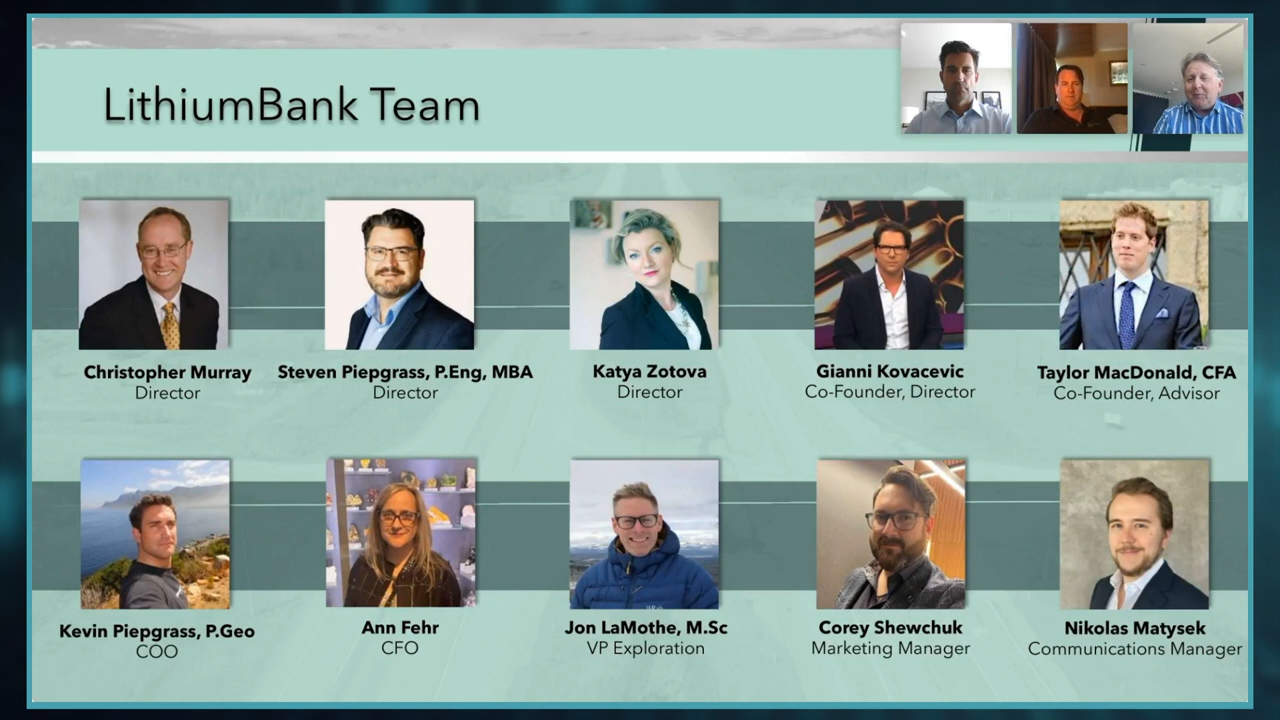 LithiumBank Team
Christopher Murray
Director
Steven Piepgrass, P.Eng, MBA
Director
Katya Zotova
Director
Gianni Kovacevic
Co-Founder, Director
Taylor MacDonald, CFA
Co-Founder, Advisor
Kevin Piepgrass, P.Geo
COO
Ann Fehr
CFO
Jon LaMothe, M.Sc
VP Exploration
Corey Shewchuk
Marketing Manager
Nikolas Matysek
Communications Manager